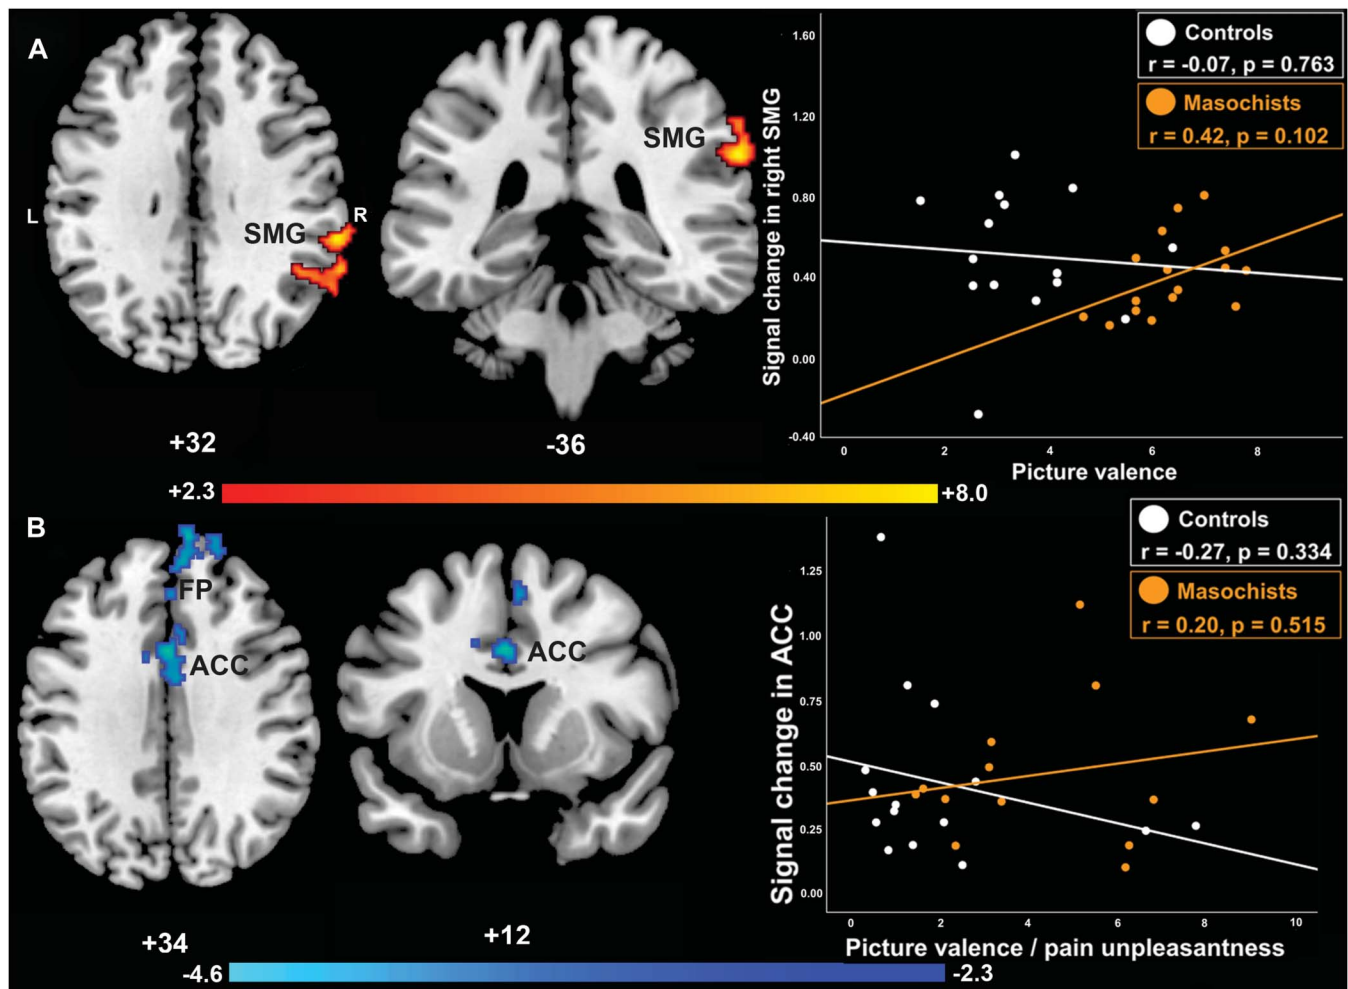 A
L
SMG
R
SMG
+32
-36
Signal change in right SMG
1.60
1.20
0.80
0.40
0.00
-0.40
0 2 4 6 8
Picture valence
Controls
r = -0.07, p = 0.763
Masochists
r = 0.42, p = 0.102
+2.3
+8.0
B
FP
ACC
ACC
+34
+12
Signal change in ACC
1.25
1.00
0.75
0.50
0.25
0.00
0 2 4 6 8 10
Picture valence / pain unpleasantness
Controls
r = -0.27, p = 0.334
Masochists
r = 0.20, p = 0.515
-4.6
-2.3